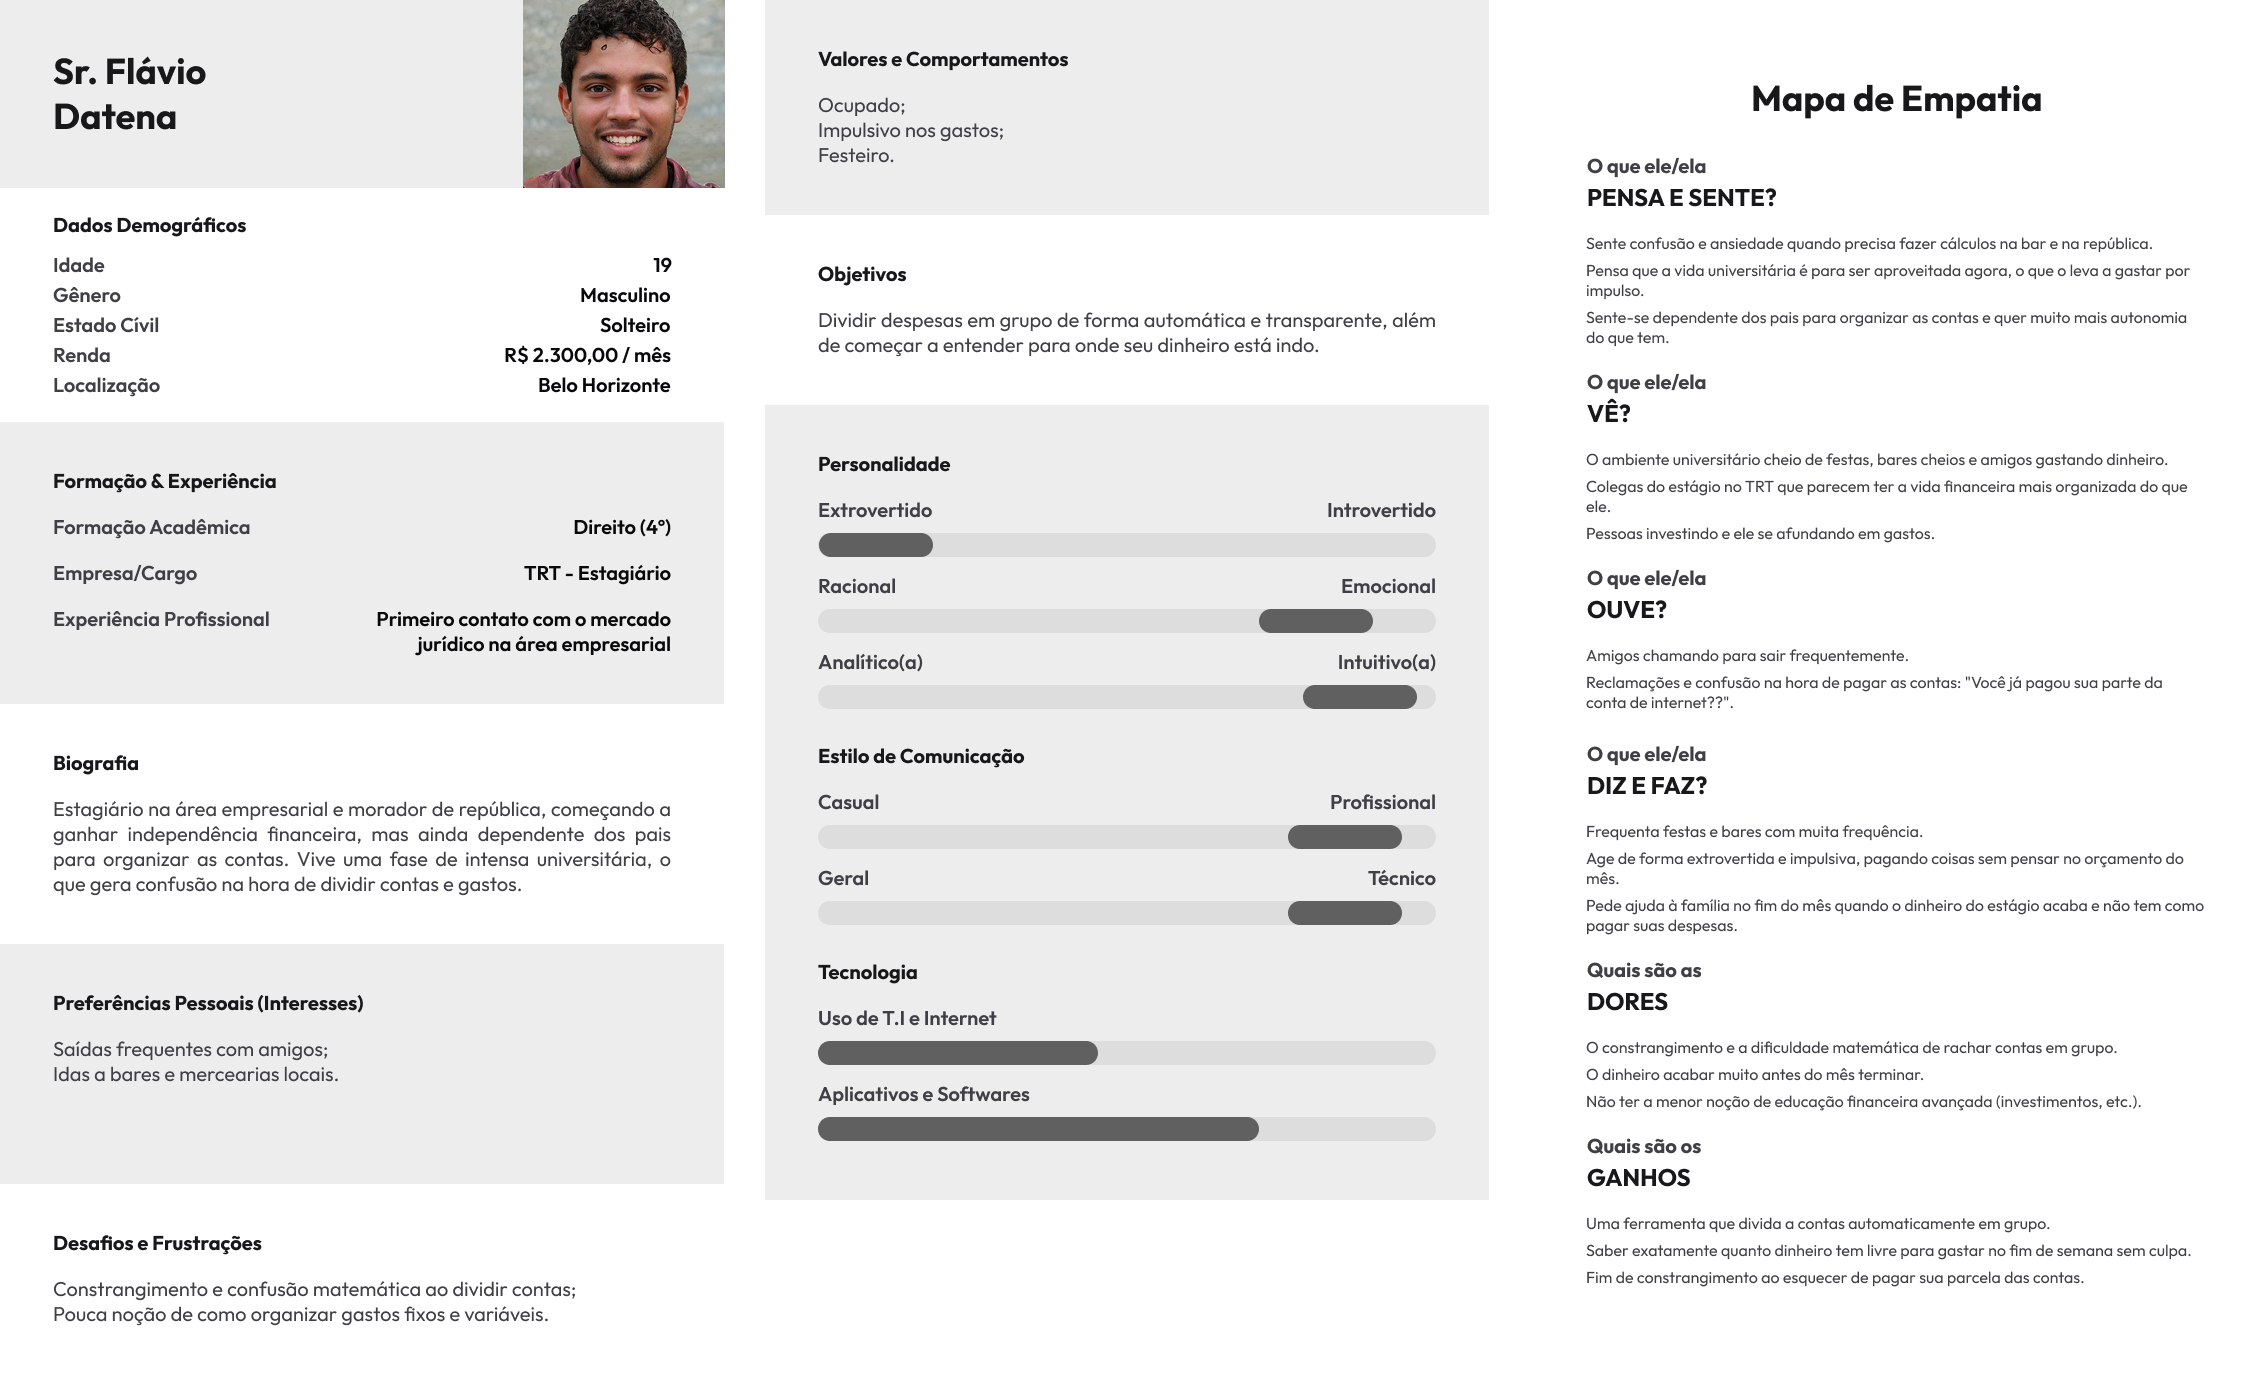 Sr. Flávio
Datena
Dados Demográficos
Idade 19
Gênero Masculino
Estado Cívil Solteiro
Renda R$ 2.300,00 / mês
Localização Belo Horizonte
Formação & Experiência
Formação Acadêmica Direito (4º)
Empresa/Cargo TRT - Estagiário
Experiência Profissional Primeiro contato com o mercado
jurídico na área empresarial
Biografia
Estagiário na área empresarial e morador de república, começando a
ganhar independência financeira, mas ainda dependente dos pais
para organizar as contas. Vive uma fase de intensa universitária, o
que gera confusão na hora de dividir contas e gastos.
Preferências Pessoais (Interesses)
Saídas frequentes com amigos;
Idas a bares e mercearias locais.
Desafios e Frustrações
Constrangimento e confusão matemática ao dividir contas;
Pouca noção de como organizar gastos fixos e variáveis.
Valores e Comportamentos
Ocupado;
Impulsivo nos gastos;
Festeiro.
Objetivos
Dividir despesas em grupo de forma automática e transparente, além
de começar a entender para onde seu dinheiro está indo.
Personalidade
Extrovertido Introvertido
Racional Emocional
Analítico(a) Intuitivo(a)
Estilo de Comunicação
Casual Profissional
Geral Técnico
Tecnologia
Uso de T.I e Internet
Aplicativos e Softwares
Mapa de Empatia
O que ele/ela
PENSA E SENTE?
Sente confusão e ansiedade quando precisa fazer cálculos na bar e na república.
Pensa que a vida universitária é para ser aproveitada agora, o que o leva a gastar por
impulso.
Sente-se dependente dos pais para organizar as contas e quer muito mais autonomia
do que tem.
O que ele/ela
VÊ?
O ambiente universitário cheio de festas, bares cheios e amigos gastando dinheiro.
Colegas do estágio no TRT que parecem ter a vida financeira mais organizada do que
ele.
Pessoas investindo e ele se afundando em gastos.
O que ele/ela
OUVE?
Amigos chamando para sair frequentemente.
Reclamações e confusão na hora de pagar as contas: "Você já pagou sua parte da
conta de internet??".
O que ele/ela
DIZ E FAZ?
Frequenta festas e bares com muita frequência.
Age de forma extrovertida e impulsiva, pagando coisas sem pensar no orçamento do
mês.
Pede ajuda à família no fim do mês quando o dinheiro do estágio acaba e não tem como
pagar suas despesas.
Quais são as
DORES
O constrangimento e a dificuldade matemática de rachar contas em grupo.
O dinheiro acabar muito antes do mês terminar.
Não ter a menor noção de educação financeira avançada (investimentos, etc.).
Quais são os
GANHOS
Uma ferramenta que divida a contas automaticamente em grupo.
Saber exatamente quanto dinheiro tem livre para gastar no fim de semana sem culpa.
Fim de constrangimento ao esquecer de pagar sua parcela das contas.